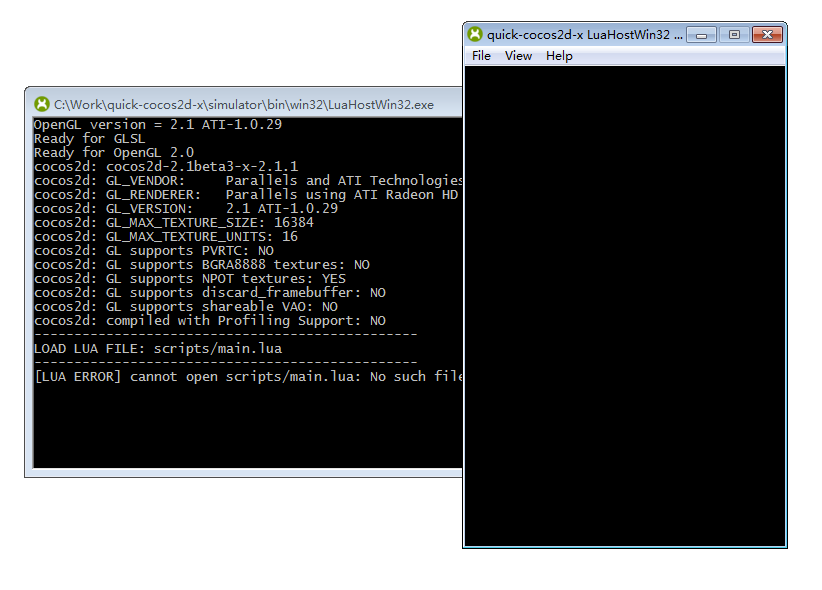 quick-cocos2d-x LuaHostWin32 ...
File View Help
C:\Work\quick-cocos2d-x\simulator\bin\win32\LuaHostWin32.exe
OpenGL version = 2.1 ATI-1.0.29
Ready for GLSL
Ready for OpenGL 2.0
cocos2d: cocos2d-2.1beta3-x-2.1.1
cocos2d: GL_VENDOR: Parallels and ATI Technologies
cocos2d: GL_RENDERER: Parallels using ATI Radeon HD
cocos2d: GL_VERSION: 2.1 ATI-1.0.29
cocos2d: GL_MAX_TEXTURE_SIZE: 16384
cocos2d: GL_MAX_TEXTURE_UNITS: 16
cocos2d: GL supports PVRTC: NO
cocos2d: GL supports BGRA8888 textures: NO
cocos2d: GL supports NPOT textures: YES
cocos2d: GL supports discard_framebuffer: NO
cocos2d: GL supports shareable VAO: NO
cocos2d: compiled with Profiling Support: NO
------------------------------------------------
LOAD LUA FILE: scripts/main.lua
------------------------------------------------
[LUA ERROR] cannot open scripts/main.lua: No such file